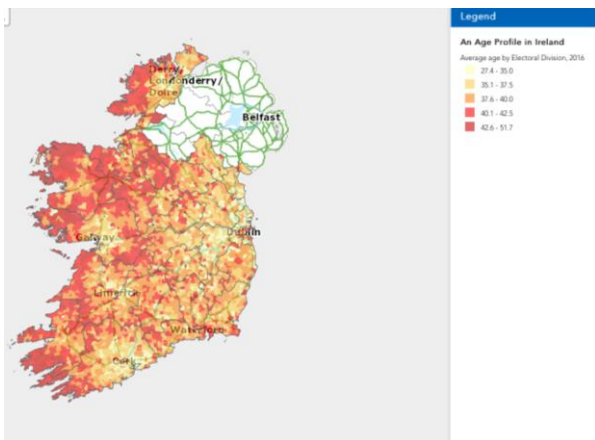 Legend
An Age Profile in Ireland
Average age by Electoral Division, 2016
27.4 - 35.0
35.1 - 37.5
37.6 - 40.0
40.1 - 42.5
42.6 - 51.7
Derry/
Londonderry/
Doire
Belfast
Galway
Dublin
Limerick
Waterford
Cork